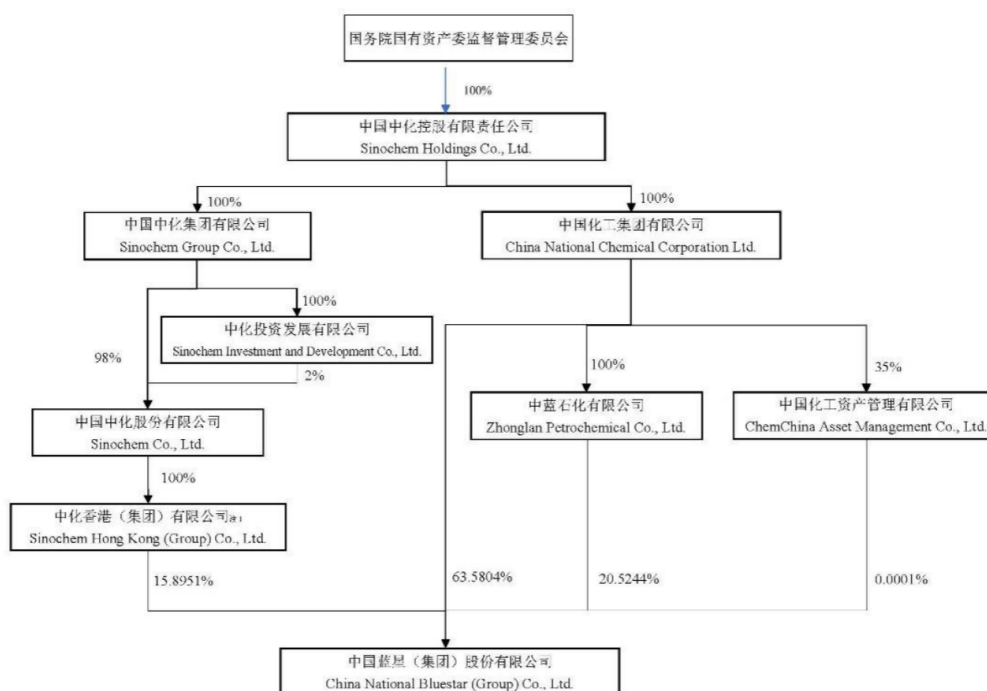 国务院国有资产委监督管理委员会
100%
中国中化控股有限责任公司
Sinochem Holdings Co., Ltd.
100%
100%
中国中化集团有限公司
Sinochem Group Co., Ltd.
中国化工集团有限公司
China National Chemical Corporation Ltd.
100%
中化投资发展有限公司
Sinochem Investment and Development Co., Ltd.
98%
2%
100%
35%
中国中化股份有限公司
Sinochem Co., Ltd.
中蓝石化有限公司
Zhonglan Petrochemical Co., Ltd.
中国化工资产管理有限公司
ChemChina Asset Management Co., Ltd.
100%
中化香港（集团）有限公司注1
Sinochem Hong Kong (Group) Co., Ltd.
15.8951%
63.5804%
20.5244%
0.0001%
中国蓝星（集团）股份有限公司
China National Bluestar (Group) Co., Ltd.